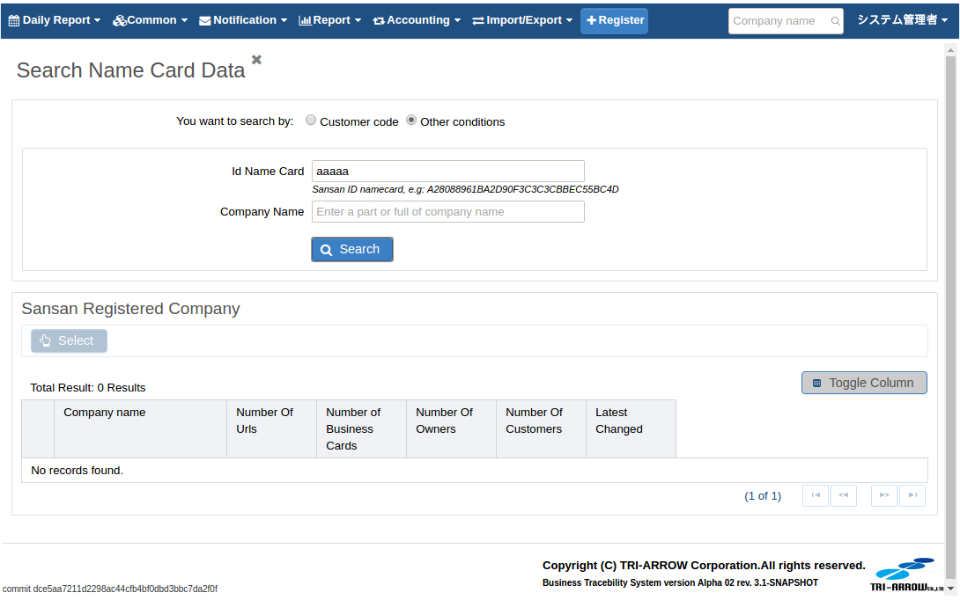 Daily Report Common Notification Report Accounting Import/Export Register Company name システム管理者
Search Name Card Data
You want to search by: Customer code Other conditions
Id Name Card aaaaa
Sansan ID namecard, e.g: A28088961BA2D90F3C3C3CBBEC55BC4D
Company Name Enter a part or full of company name
Search
Sansan Registered Company
Select
Total Result: 0 Results
Toggle Column
Company name
Number Of Urls
Number of Business Cards
Number Of Owners
Number Of Customers
Latest Changed
No records found.
(1 of 1)
Copyright (C) TRI-ARROW Corporation.All rights reserved.
Business Tracebility System version Alpha 02 rev. 3.1-SNAPSHOT
TRI-ARROW CO.,LTD
commit dce5aa7211d2298ac44cfb4bf0dbd3bbc7da2f0f